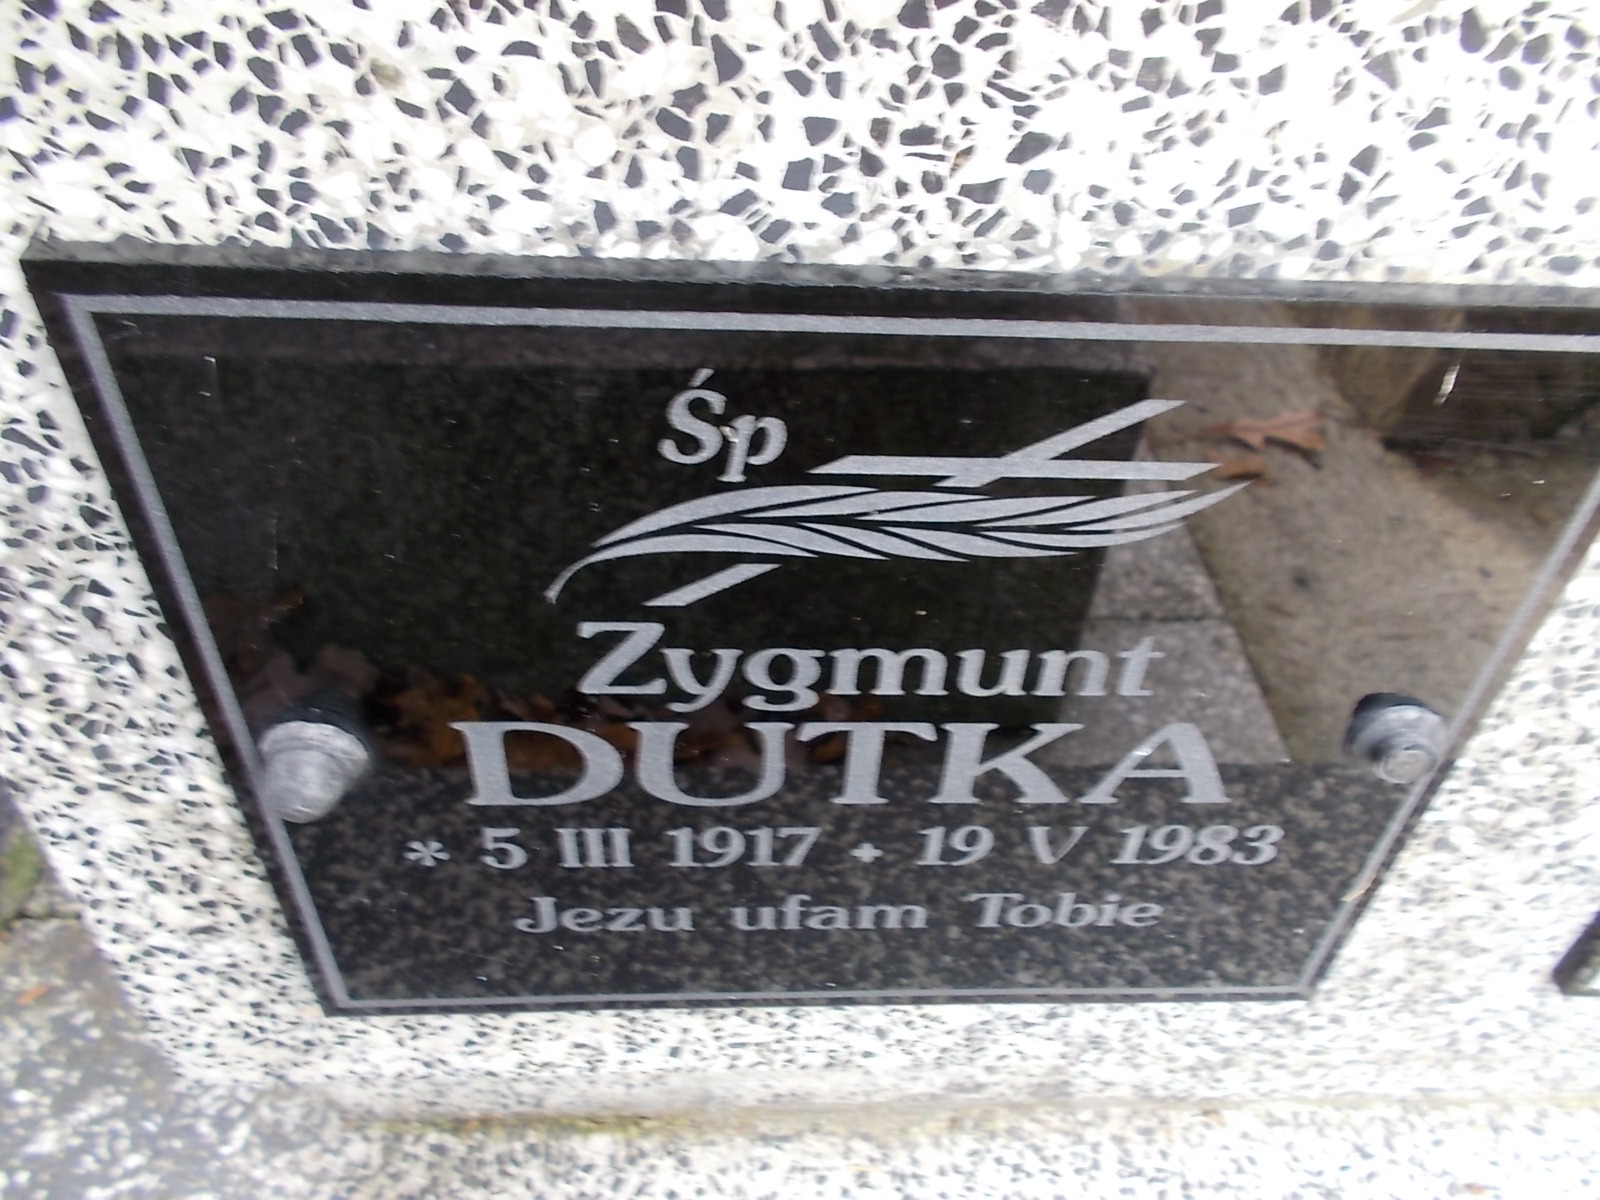 Śp
Zygmunt
DUTKA
* 5 III 1917 + 19 V 1983
Jezu ufam Tobie